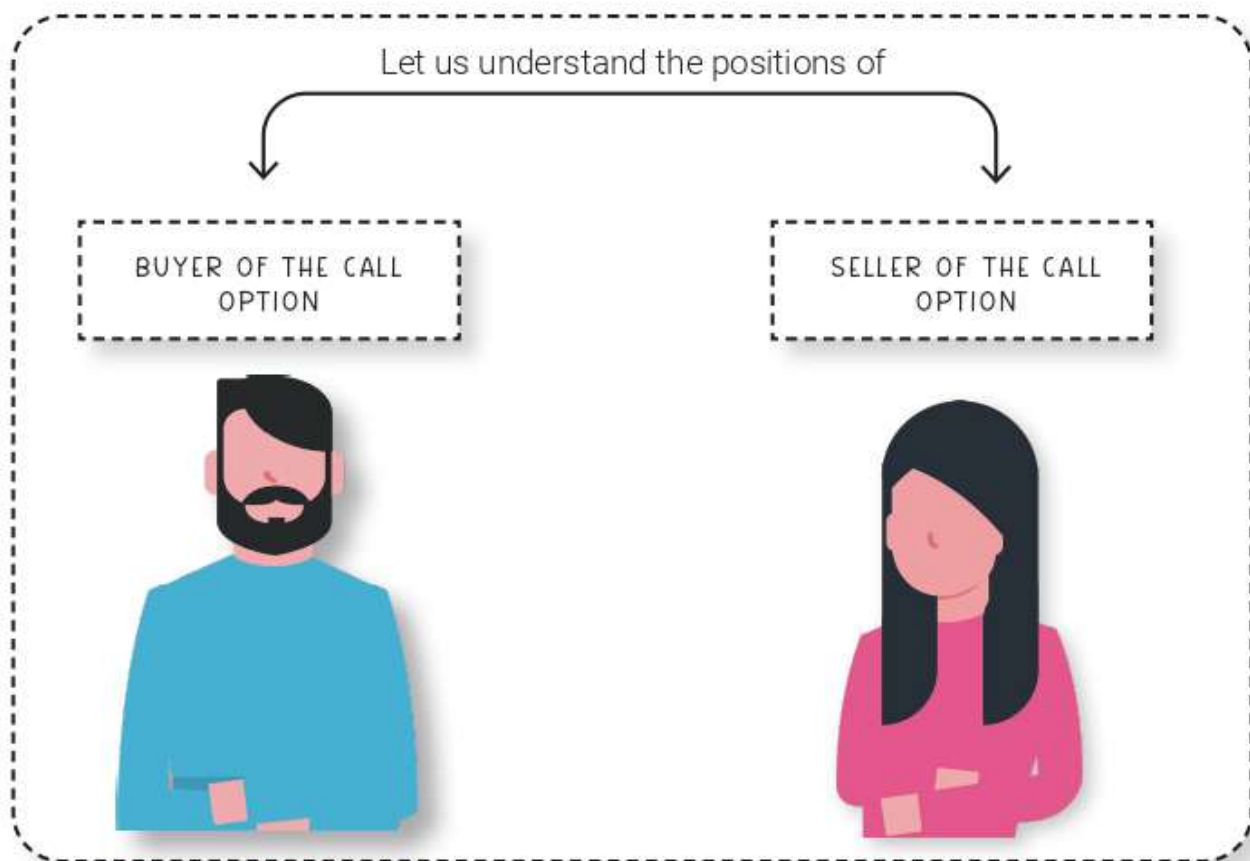 Let us understand the positions of
BUYER OF THE CALL
OPTION
SELLER OF THE CALL
OPTION